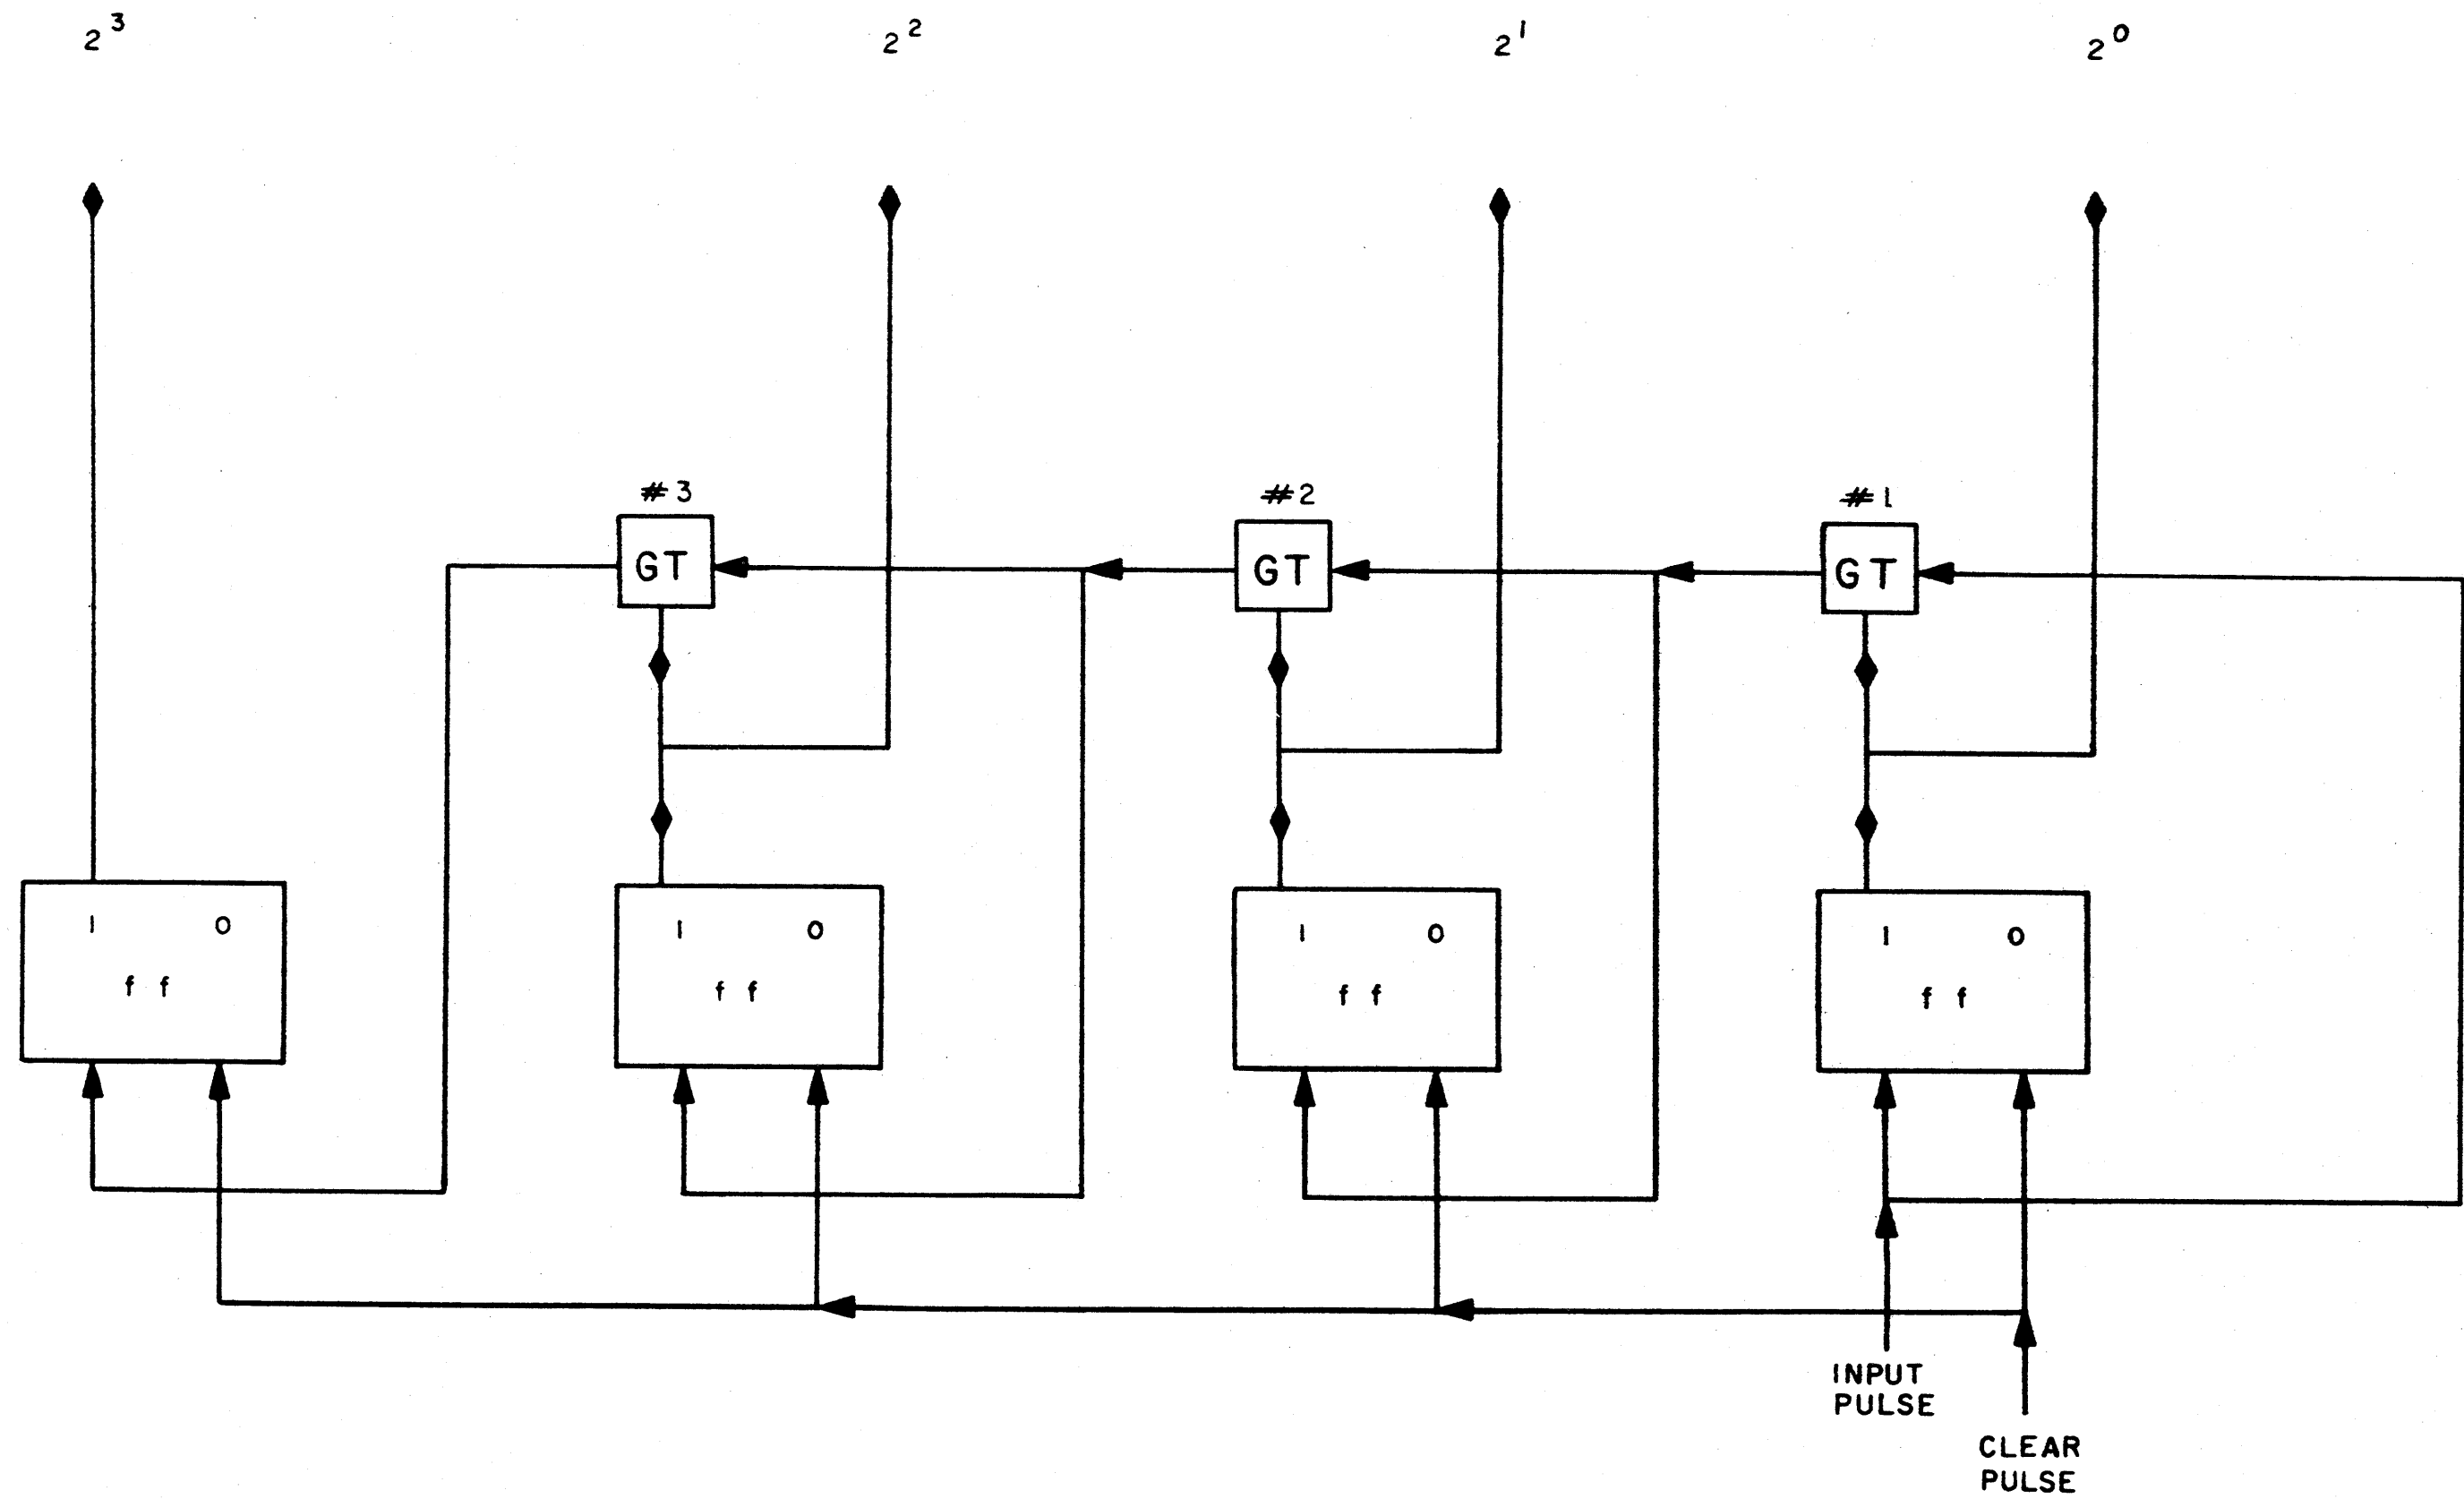 2³ 2² 2¹ 2⁰
#3 #2 #1
GT GT GT
1 0 1 0 1 0 1 0
ff ff ff ff
INPUT
PULSE
CLEAR
PULSE